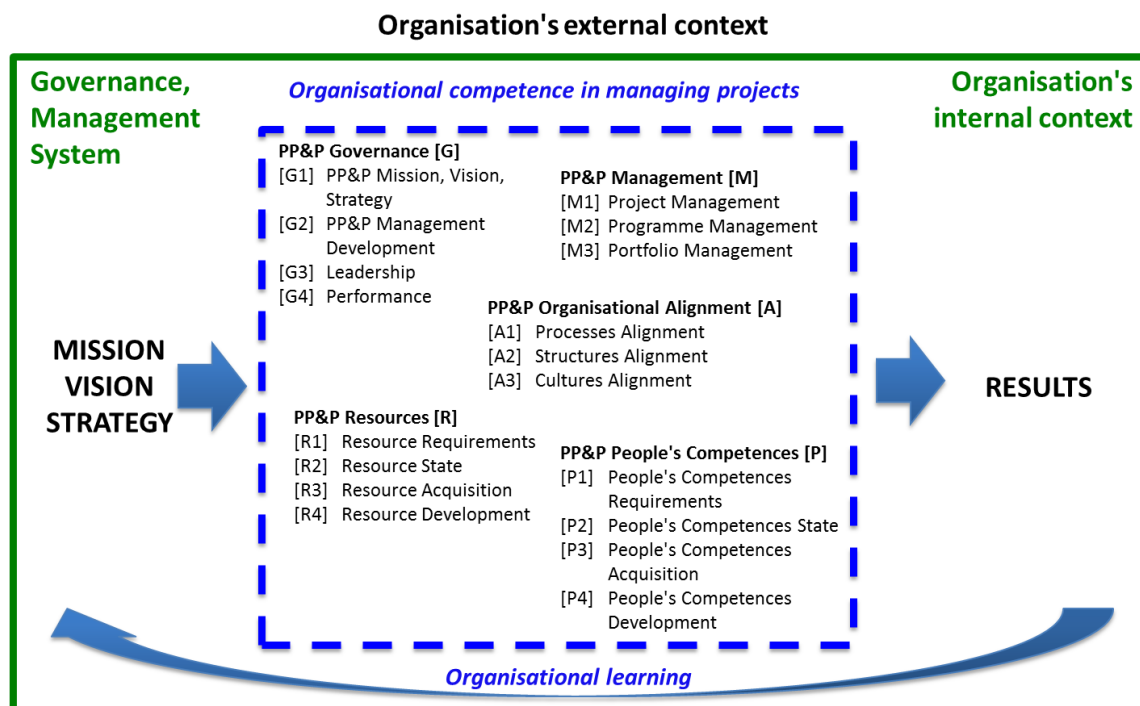 Organisation's external context
Governance,
Management
System
Organisational competence in managing projects
Organisation's
internal context
PP&P Governance [G]
[G1] PP&P Mission, Vision,
Strategy
[G2] PP&P Management
Development
[G3] Leadership
[G4] Performance
PP&P Management [M]
[M1] Project Management
[M2] Programme Management
[M3] Portfolio Management
PP&P Organisational Alignment [A]
[A1] Processes Alignment
[A2] Structures Alignment
[A3] Cultures Alignment
MISSION
VISION
STRATEGY
RESULTS
PP&P Resources [R]
[R1] Resource Requirements
[R2] Resource State
[R3] Resource Acquisition
[R4] Resource Development
PP&P People's Competences [P]
[P1] People's Competences
Requirements
[P2] People's Competences State
[P3] People's Competences
Acquisition
[P4] People's Competences
Development
Organisational learning